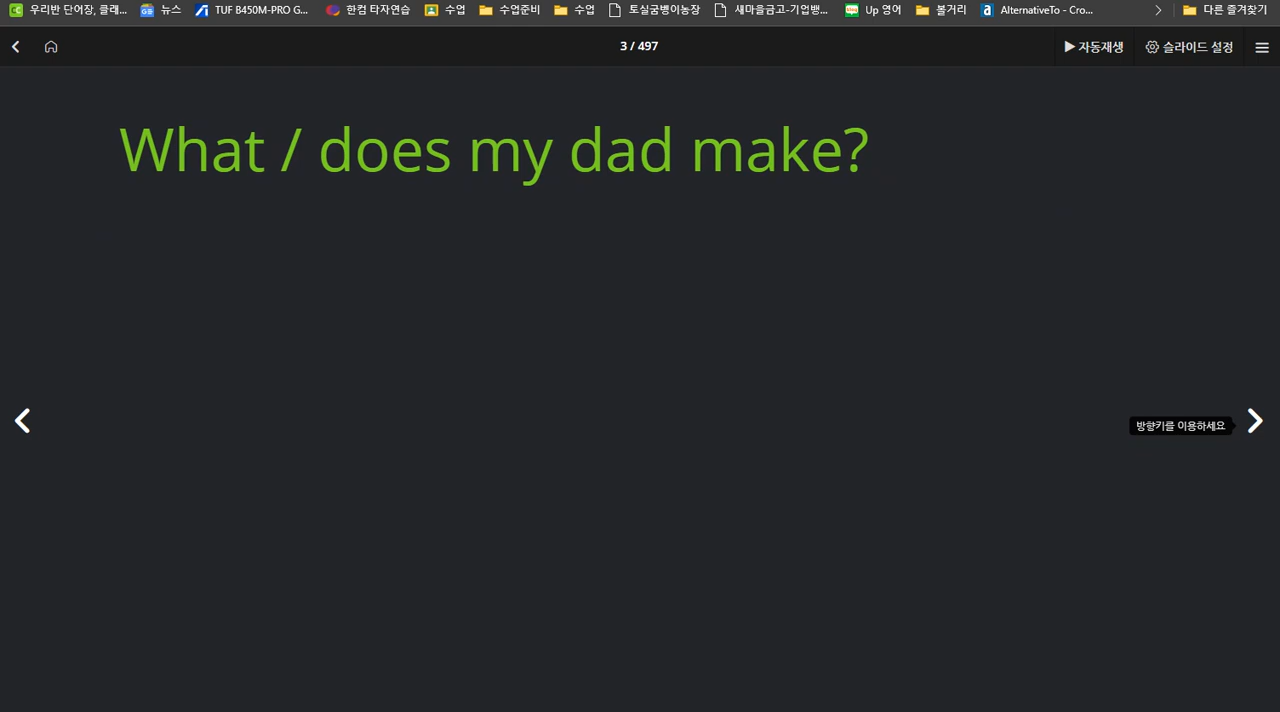 우리반 단어장, 클래... 뉴스 TUF B450M-PRO G... 한컴 타자연습 수업 수업준비 수업 토실굼벵이농장 새마을금고-기업뱅... Up 영어 볼거리 AlternativeTo - Cro... 다른 즐겨찾기
3 / 497 자동재생 슬라이드 설정
What / does my dad make?
방향키를 이용하세요